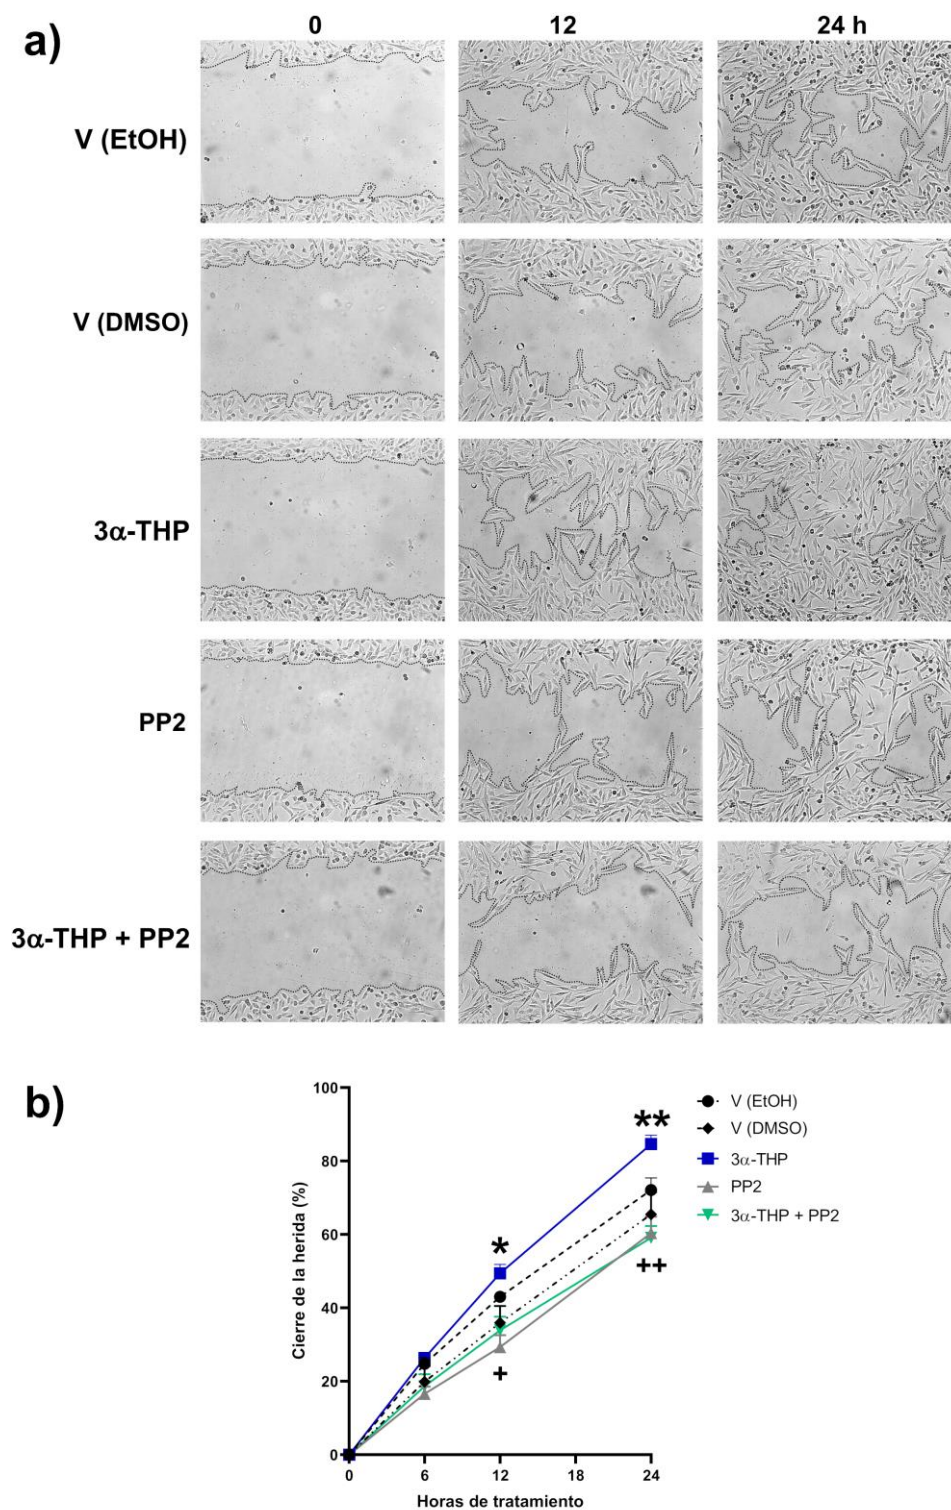 a)
0 12 24 h
V (EtOH)
V (DMSO)
3α-THP
PP2
3α-THP + PP2
b)
100
80
60
40
20
0
Cierre de la herida (%)
0 6 12 18 24
Horas de tratamiento
*
**
+
++
V (EtOH)
V (DMSO)
3α-THP
PP2
3α-THP + PP2